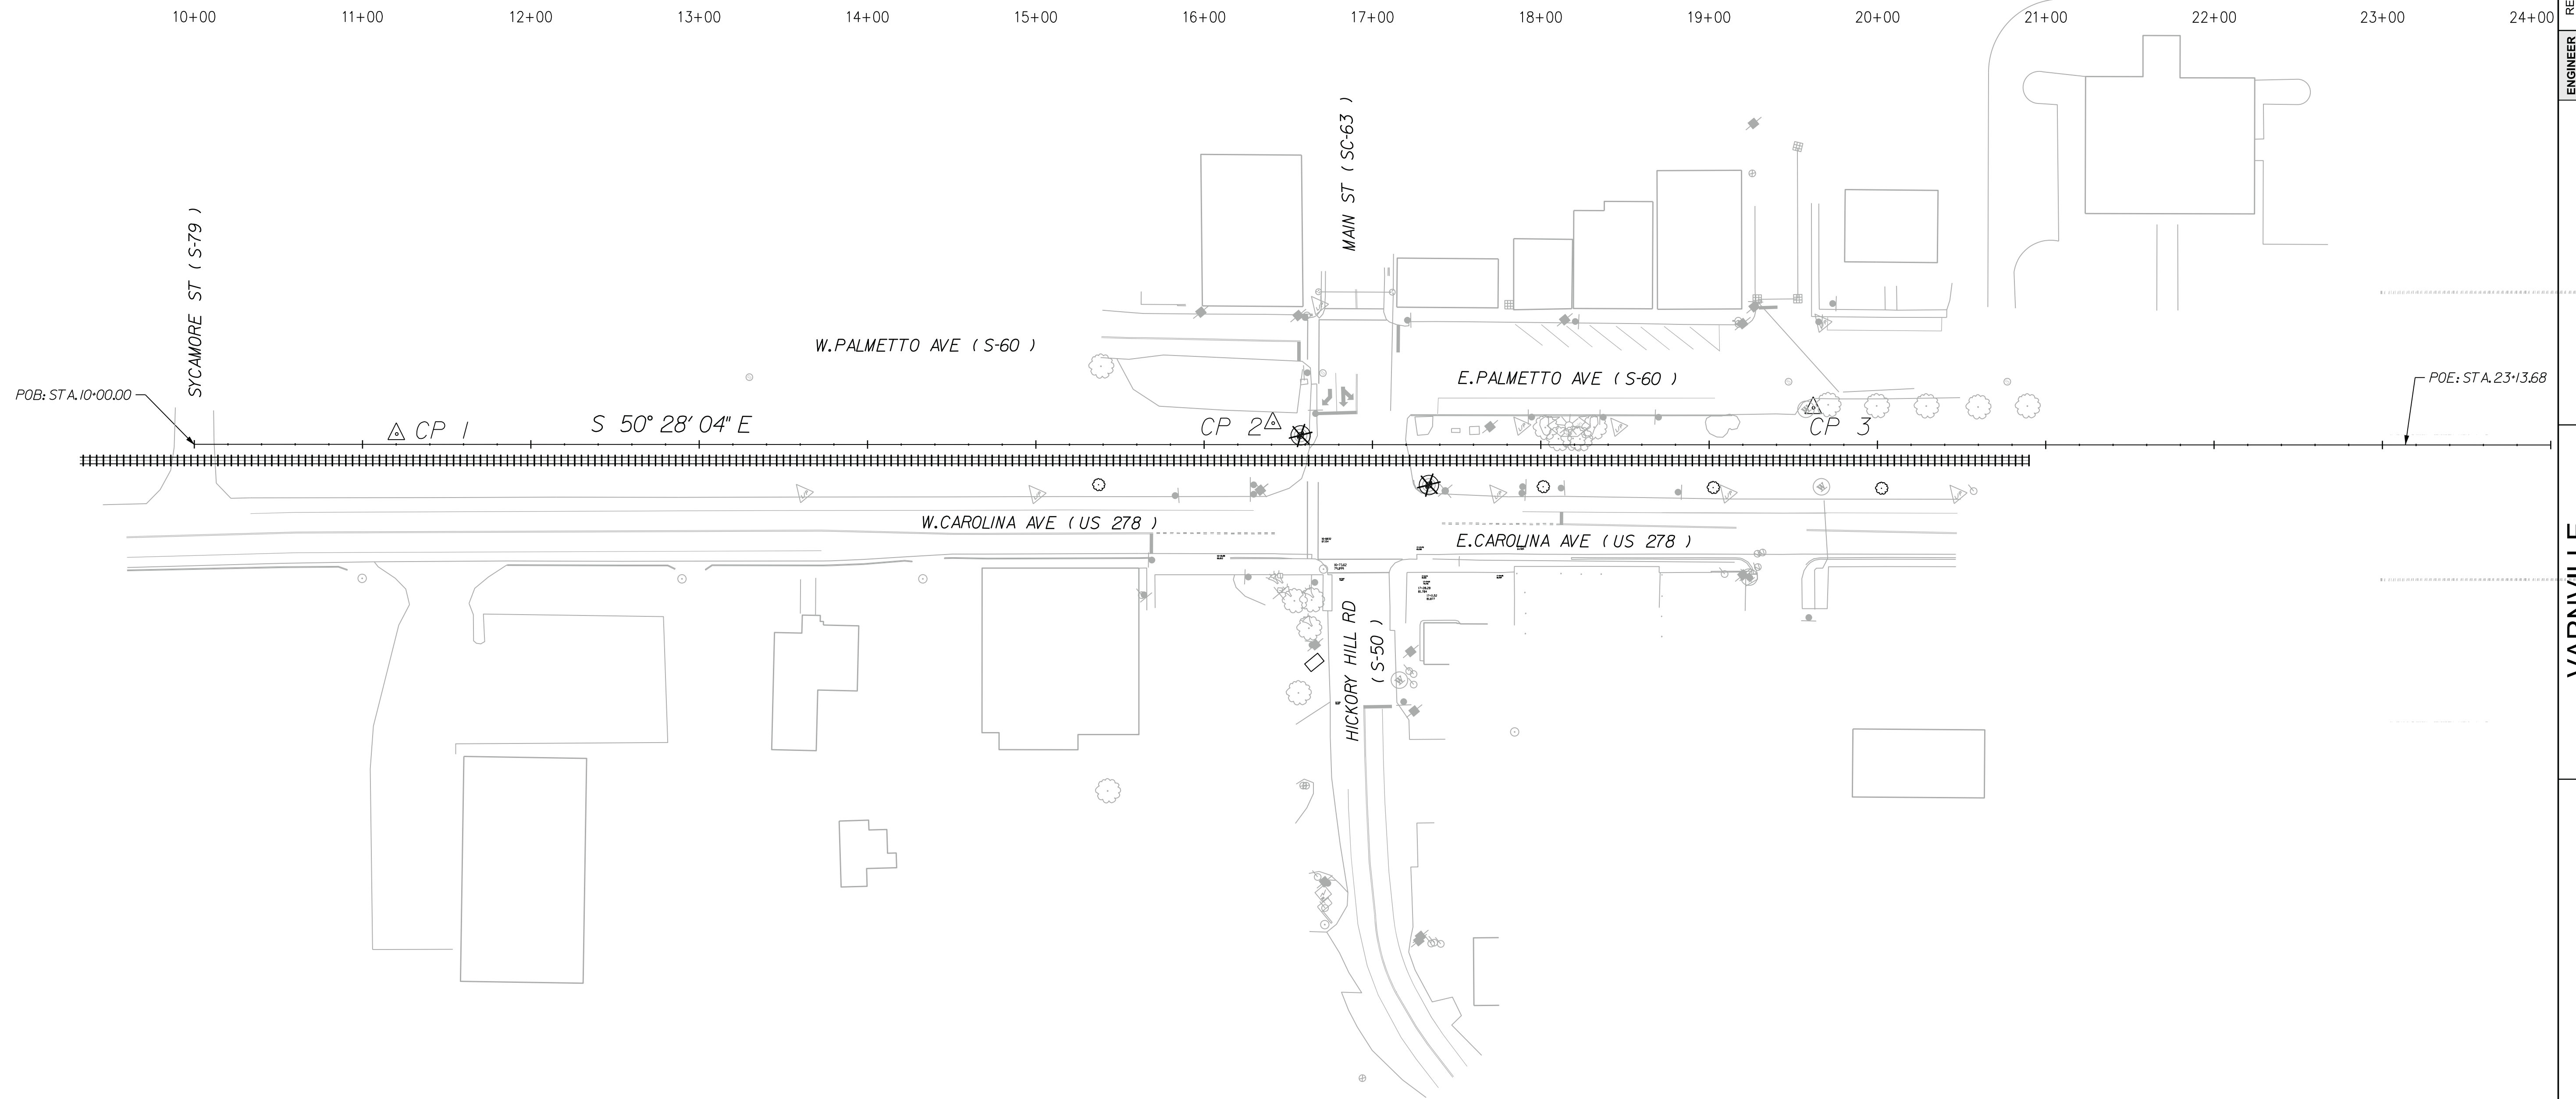 10+00 11+00 12+00 13+00 14+00 15+00 16+00 17+00 18+00 19+00 20+00 21+00 22+00 23+00 24+00
RE
ENGINEER
MAIN ST ( SC-63 )
SYCAMORE ST ( S-79 )
W.PALMETTO AVE ( S-60 )
E.PALMETTO AVE ( S-60 )
POB: STA.10+00.00
POE: STA.23+13.68
CP 1
S 50° 28' 04" E
CP 2
CP 3
W.CAROLINA AVE ( US 278 )
E.CAROLINA AVE ( US 278 )
HICKORY HILL RD
( S-50 )